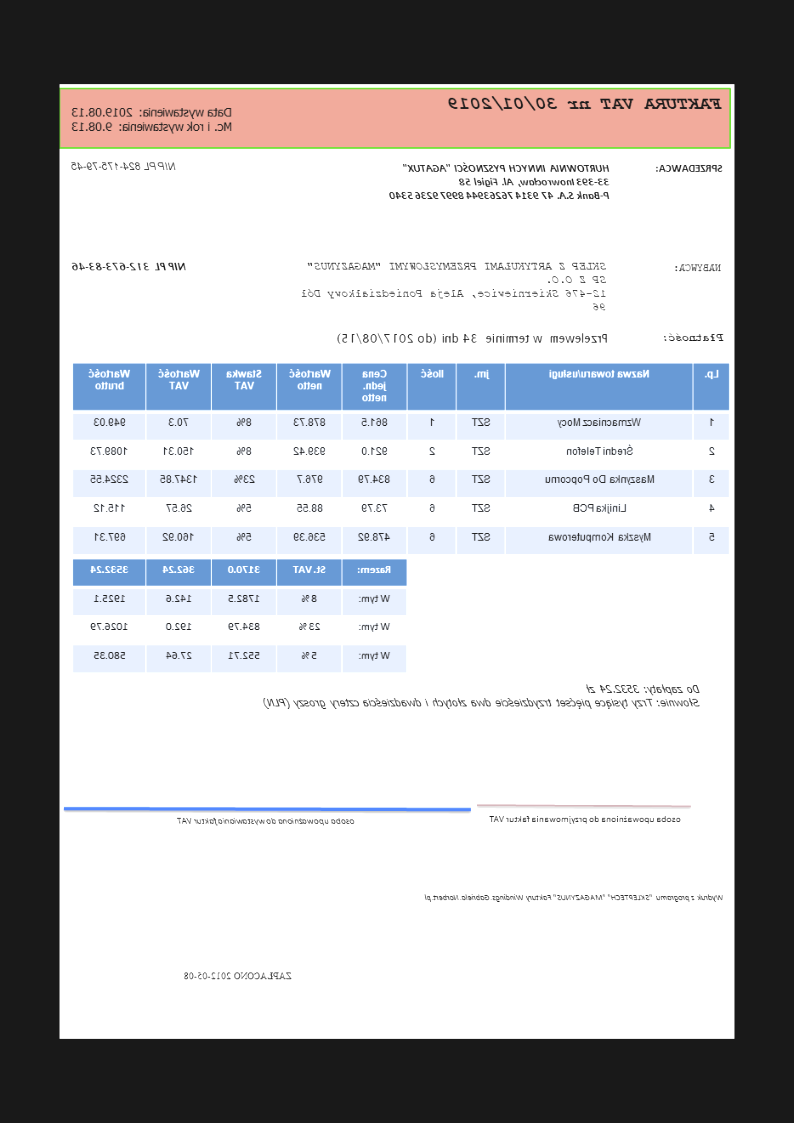 FAKTURA VAT nr 30/01/2019
Data wystawienia: 2019.08.13
Mc. i rok wystawienia: 9.08.13
SPRZEDAWCA: HURTOWNIA INNYCH PYSZNOŚCI "AGATUX" NIP PL 824-175-79-45
33-393 Inowrocław, Al. Figiel 58
P-Bank S.A. 47 9314 7626 3944 8997 9236 5340
NABYWCA: SKLEP Z ARTYKUŁAMI PRZEMYSŁOWYMI "MAGAZYNUS" NIP PL 312-673-83-46
SP Z O.O.
12-476 Skierniewice, Aleja Poniedziałkowy Dół
96
Płatność: Przelewem w terminie 34 dni (do 2017/08/15)
Lp. Nazwa towaru/usługi jm. Ilość Cena jedn. netto Wartość netto Stawka VAT Wartość VAT Wartość brutto
1 Wzmacniacz Mocy SZT 1 861.5 878.73 8% 70.3 949.03
2 Średni Telefon SZT 2 921.0 939.42 8% 150.31 1089.73
3 Maszynka Do Popcornu SZT 6 834.79 976.7 23% 1347.85 2324.55
4 Linijka PCB SZT 6 73.79 88.55 5% 26.57 115.12
5 Myszka Komputerowa SZT 6 478.92 536.39 5% 160.92 697.31
Razem: St. VAT 3170.0 362.24 3532.24
W tym: 8 % 1782.5 142.6 1925.1
W tym: 23 % 834.79 192.0 1026.79
W tym: 5 % 552.71 27.64 580.35
Do zapłaty: 3532.24 zł
Słownie: Trzy tysiące pięćset trzydzieście dwa złotych i dwadzieścia cztery groszy (PLN)
osoba upoważniona do przyjmowania faktur VAT
osoba upoważniona do wystawiania faktur VAT
Wydruk z programu "SKLEPTECH" "MAGAZYNUS" Faktury Windings Gabriela.Norbert.pl
ZAPŁACONO 2012-05-08